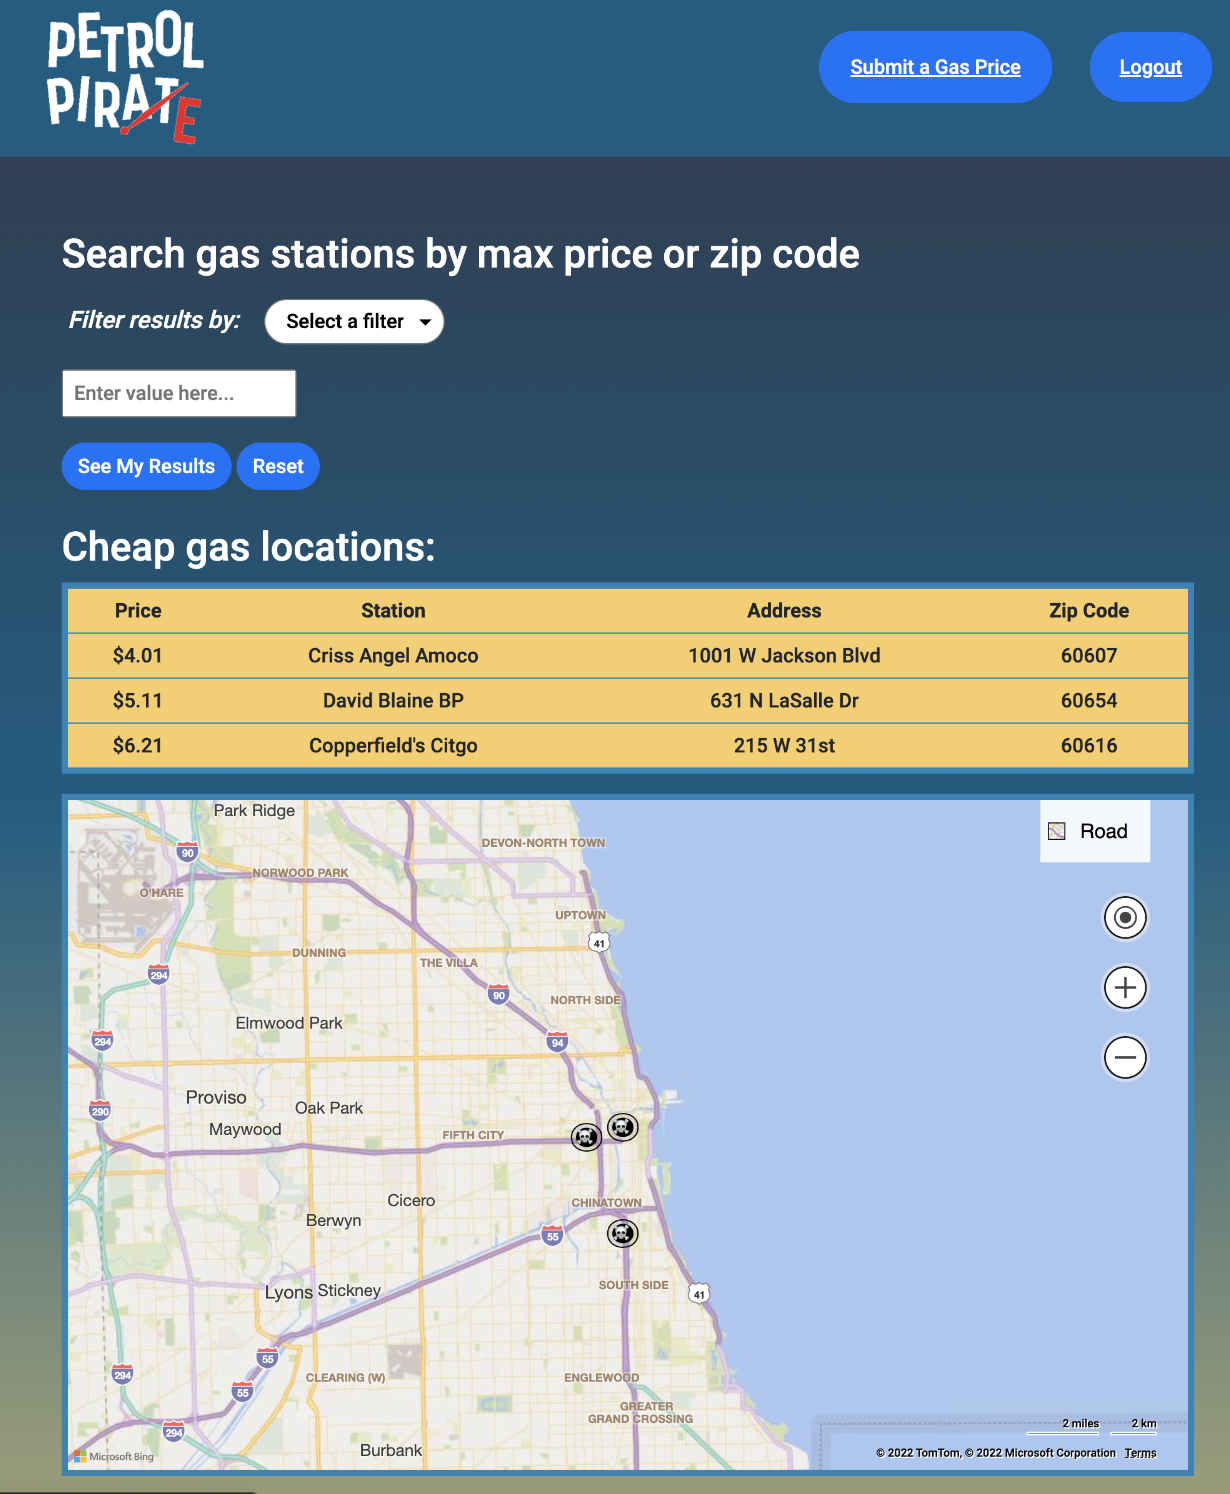 PETROL
PIRATE
Submit a Gas Price
Logout
Search gas stations by max price or zip code
Filter results by:
Select a filter
Enter value here...
See My Results
Reset
Cheap gas locations:
Price Station Address Zip Code
$4.01 Criss Angel Amoco 1001 W Jackson Blvd 60607
$5.11 David Blaine BP 631 N LaSalle Dr 60654
$6.21 Copperfield's Citgo 215 W 31st 60616
Park Ridge
Road
DEVON-NORTH TOWN
90
NORWOOD PARK
O'HARE
UPTOWN
41
DUNNING
THE VILLA
294
90
NORTH SIDE
Elmwood Park
294
94
Proviso
Oak Park
290
Maywood
FIFTH CITY
Cicero
CHINATOWN
Berwyn
55
SOUTH SIDE
Lyons
Stickney
41
55
294
CLEARING (W)
ENGLEWOOD
55
GREATER
GRAND CROSSING
294
2 miles
2 km
Burbank
Microsoft Bing
© 2022 TomTom, © 2022 Microsoft Corporation Terms